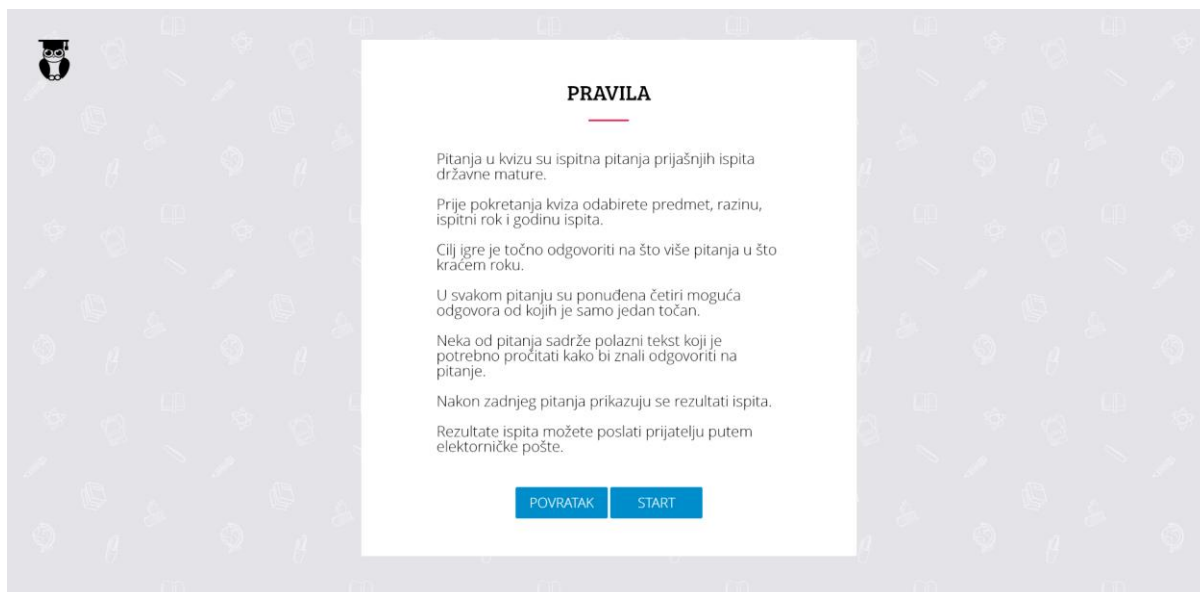 PRAVILA
Pitanja u kvizu su ispitna pitanja prijašnjih ispita
državne mature.
Prije pokretanja kviza odabirete predmet, razinu,
ispitni rok i godinu ispita.
Cilj igre je točno odgovoriti na što više pitanja u što
kraćem roku.
U svakom pitanju su ponuđena četiri moguća
odgovora od kojih je samo jedan točan.
Neka od pitanja sadrže polazni tekst koji je
potrebno pročitati kako bi znali odgovoriti na
pitanje.
Nakon zadnjeg pitanja prikazuju se rezultati ispita.
Rezultate ispita možete poslati prijatelju putem
elektorničke pošte.
POVRATAK START